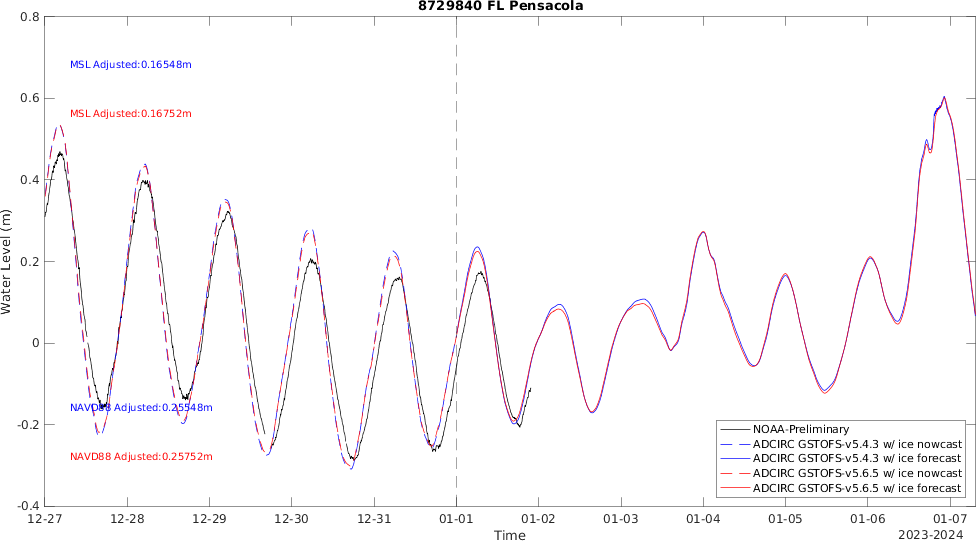 8729840 FL Pensacola
0.8
0.6
0.4
0.2
0
-0.2
-0.4
Water Level (m)
MSL Adjusted:0.16548m
MSL Adjusted:0.16752m
NAVD88 Adjusted:0.25548m
NAVD88 Adjusted:0.25752m
NOAA-Preliminary
ADCIRC GSTOFS-v5.4.3 w/ ice nowcast
ADCIRC GSTOFS-v5.4.3 w/ ice forecast
ADCIRC GSTOFS-v5.6.5 w/ ice nowcast
ADCIRC GSTOFS-v5.6.5 w/ ice forecast
12-27 12-28 12-29 12-30 12-31 01-01 01-02 01-03 01-04 01-05 01-06 01-07
Time
2023-2024